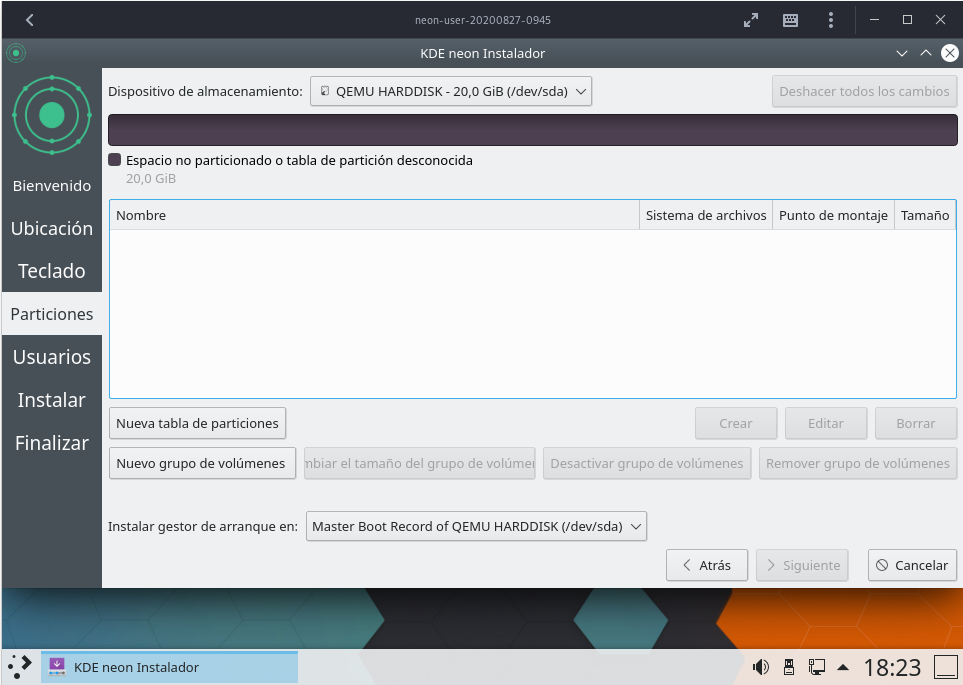 neon-user-20200827-0945
KDE neon Instalador
Dispositivo de almacenamiento: QEMU HARDDISK - 20,0 GiB (/dev/sda) Deshacer todos los cambios
Espacio no particionado o tabla de partición desconocida
20,0 GiB
Bienvenido
Ubicación
Teclado
Particiones
Usuarios
Instalar
Finalizar
Nombre Sistema de archivos Punto de montaje Tamaño
Nueva tabla de particiones Crear Editar Borrar
Nuevo grupo de volúmenes mbiar el tamaño del grupo de volúmen Desactivar grupo de volúmenes Remover grupo de volúmenes
Instalar gestor de arranque en: Master Boot Record of QEMU HARDDISK (/dev/sda)
Atrás Siguiente Cancelar
KDE neon Instalador 18:23